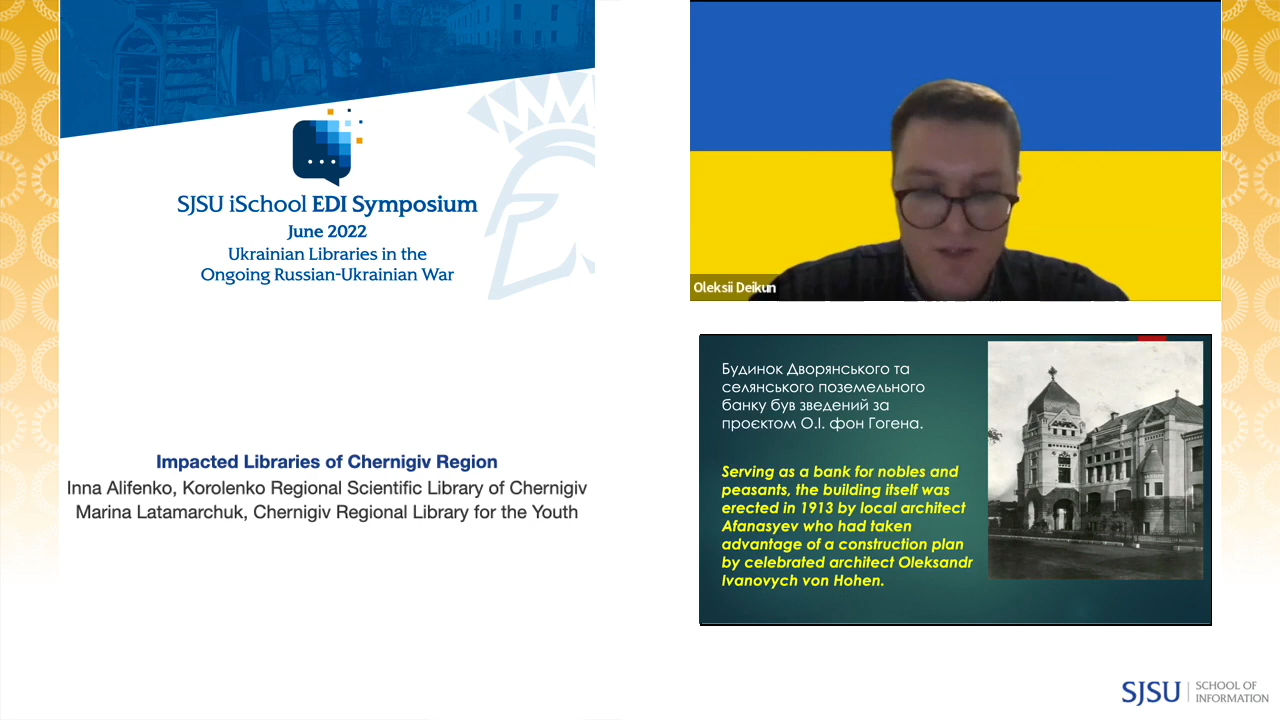 SJSU iSchool EDI Symposium
June 2022
Ukrainian Libraries in the
Ongoing Russian-Ukrainian War
Impacted Libraries of Chernigiv Region
Inna Alifenko, Korolenko Regional Scientific Library of Chernigiv
Marina Latamarchuk, Chernigiv Regional Library for the Youth
Oleksii Deikun
Будинок Дворянського та
селянського поземельного
банку був зведений за
проєктом О.І. фон Гогена.
Serving as a bank for nobles and
peasants, the building itself was
erected in 1913 by local architect
Afanasyev who had taken
advantage of a construction plan
by celebrated architect Oleksandr
Ivanovych von Hohen.
SJSU SCHOOL OF
INFORMATION